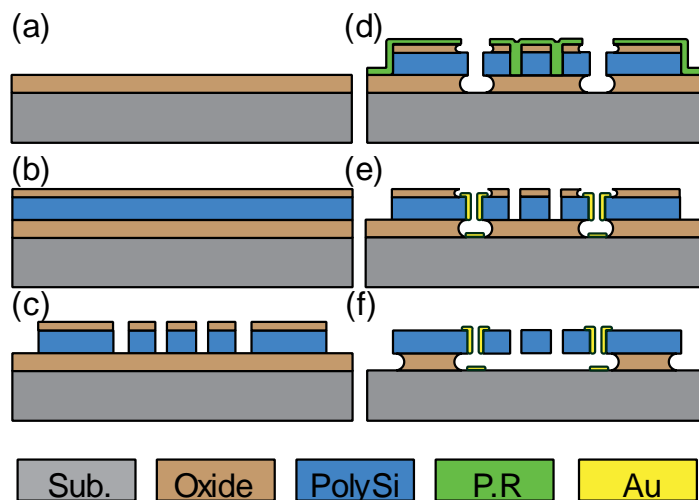 (a)
(d)
(b)
(e)
(c)
(f)
Sub.
Oxide
PolySi
P.R
Au